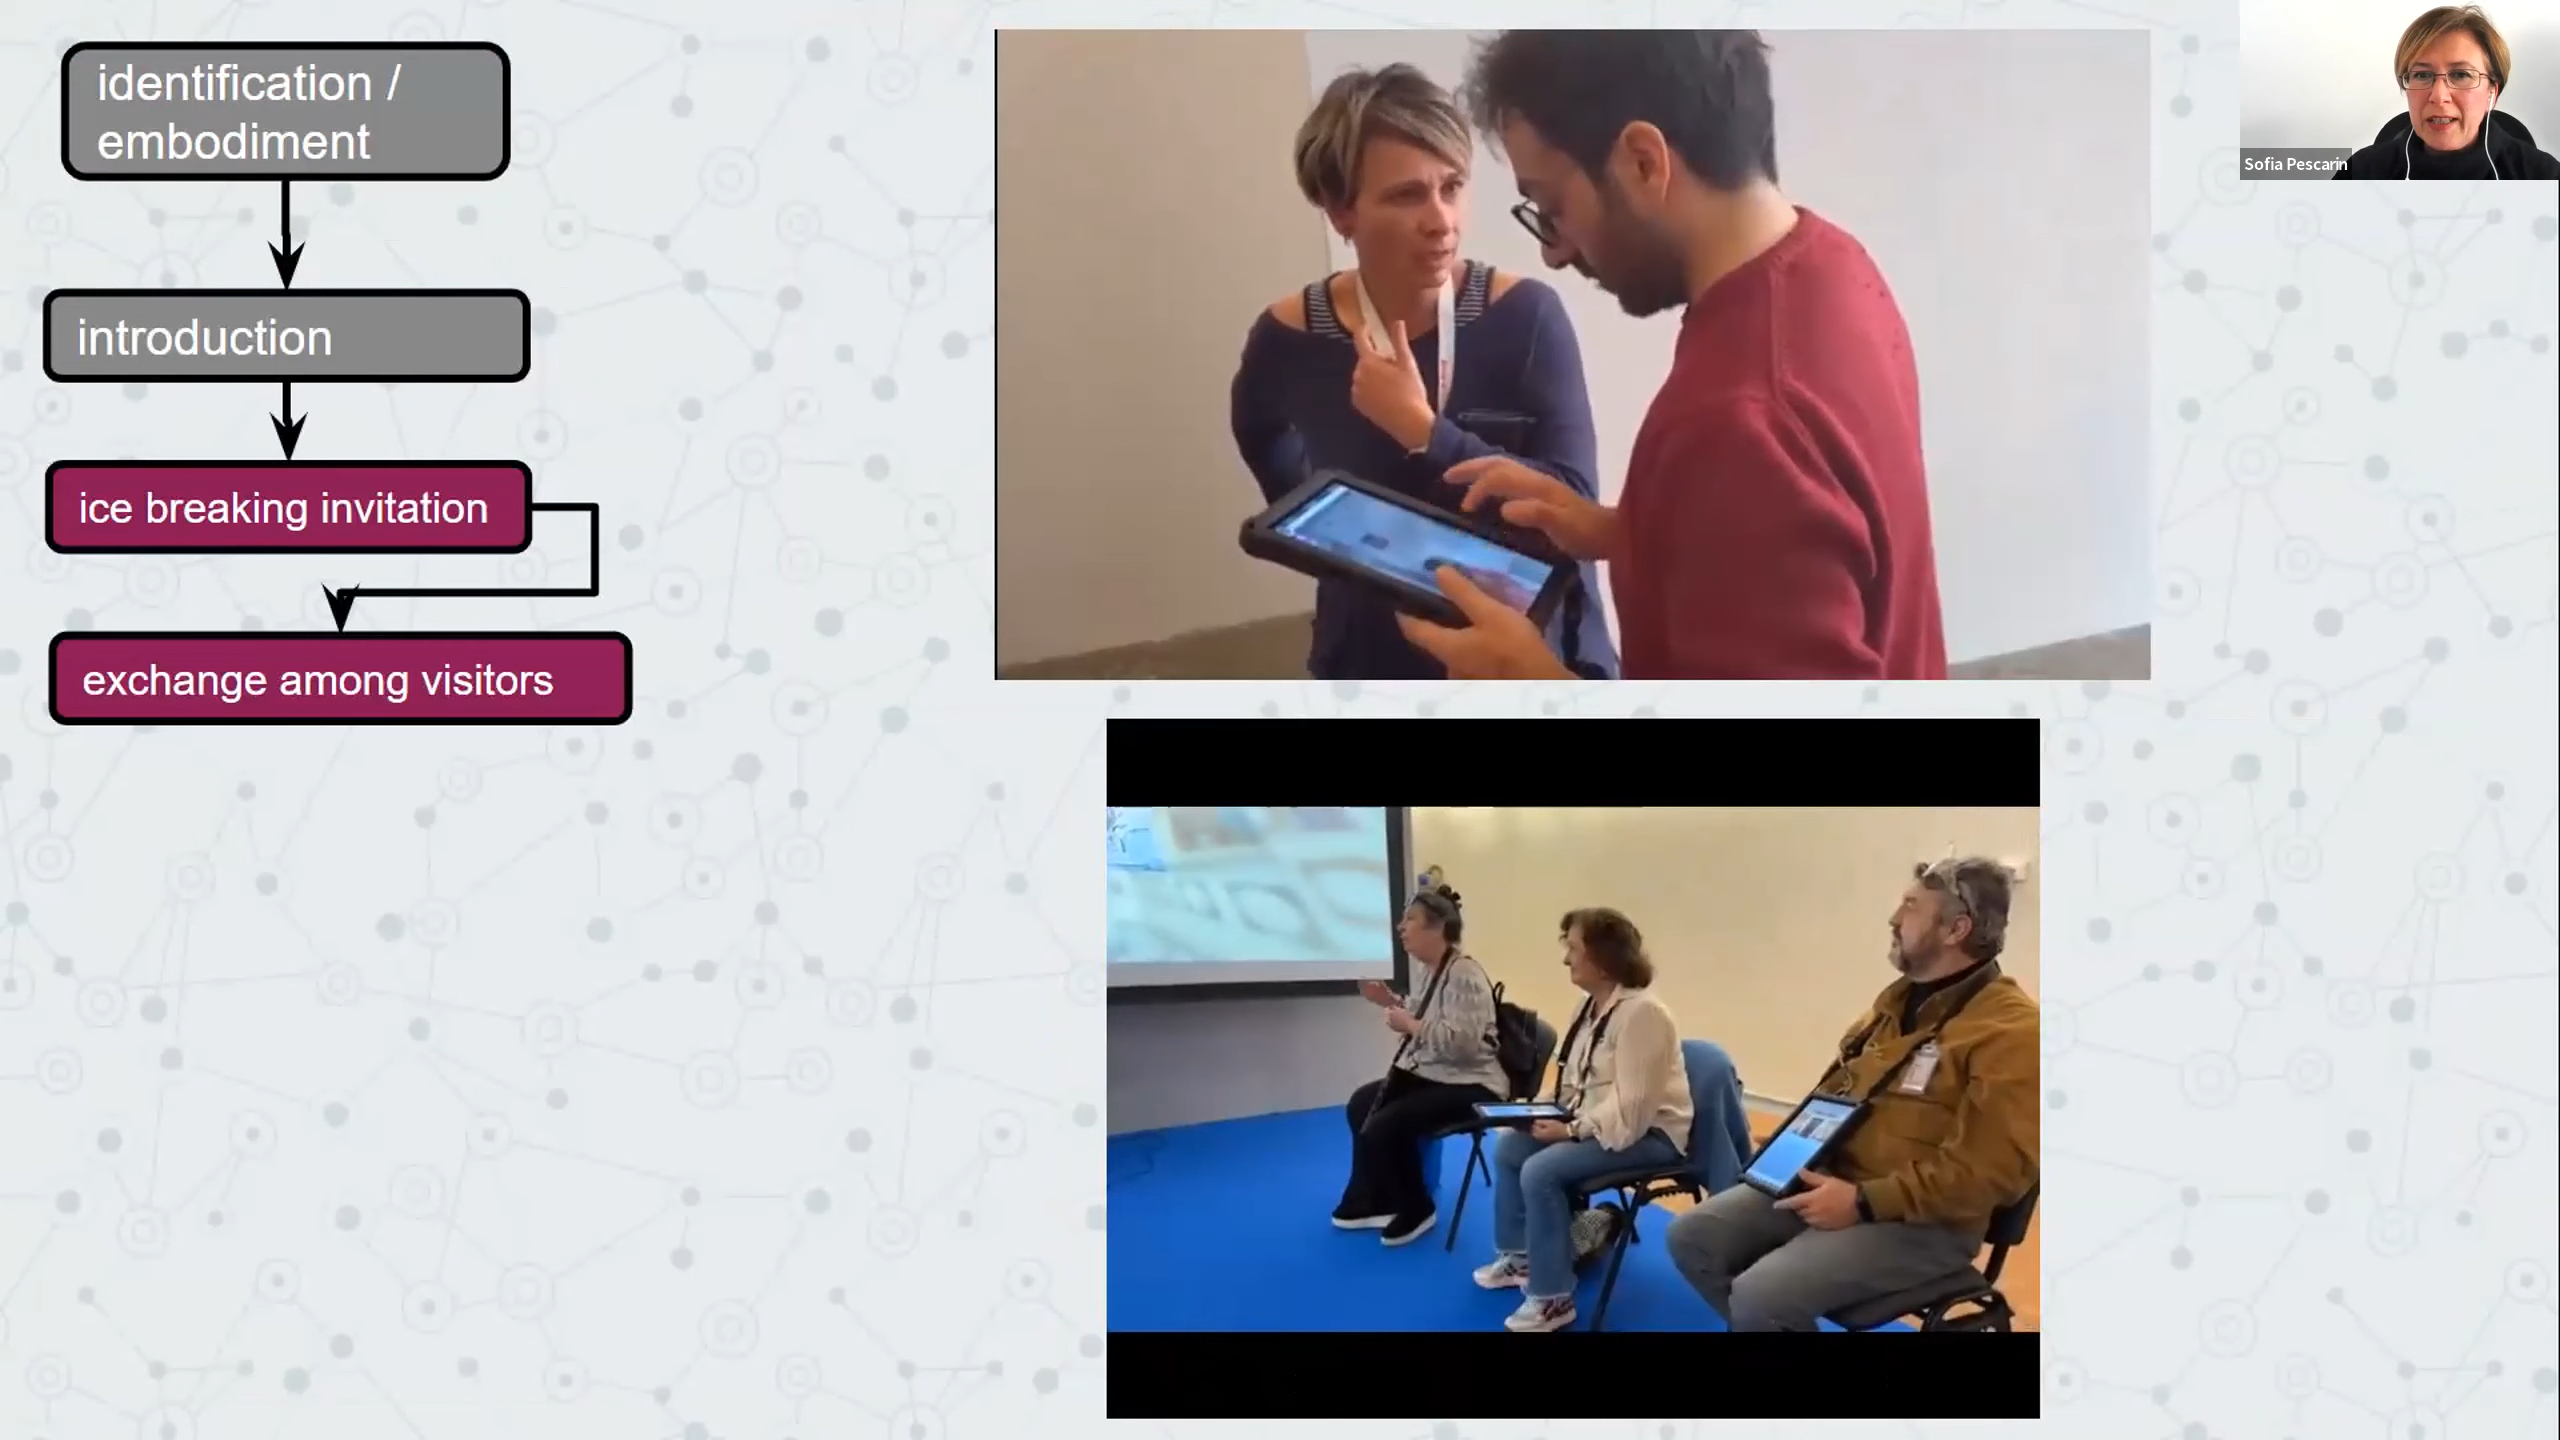 identification /
embodiment
introduction
ice breaking invitation
exchange among visitors
Sofia Pescarin